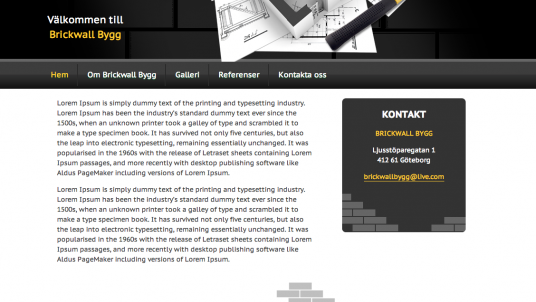 Välkommen till
Brickwall Bygg
Hem
Om Brickwall Bygg
Galleri
Referenser
Kontakta oss
Lorem Ipsum is simply dummy text of the printing and typesetting industry.
Lorem Ipsum has been the industry's standard dummy text ever since the
1500s, when an unknown printer took a galley of type and scrambled it to
make a type specimen book. It has survived not only five centuries, but also
the leap into electronic typesetting, remaining essentially unchanged. It was
popularised in the 1960s with the release of Letraset sheets containing Lorem
Ipsum passages, and more recently with desktop publishing software like
Aldus PageMaker including versions of Lorem Ipsum.
Lorem Ipsum is simply dummy text of the printing and typesetting industry.
Lorem Ipsum has been the industry's standard dummy text ever since the
1500s, when an unknown printer took a galley of type and scrambled it to
make a type specimen book. It has survived not only five centuries, but also
the leap into electronic typesetting, remaining essentially unchanged. It was
popularised in the 1960s with the release of Letraset sheets containing Lorem
Ipsum passages, and more recently with desktop publishing software like
Aldus PageMaker including versions of Lorem Ipsum.
KONTAKT
BRICKWALL BYGG
Ljusstöparegatan 1
412 61 Göteborg
brickwallbygg@live.com